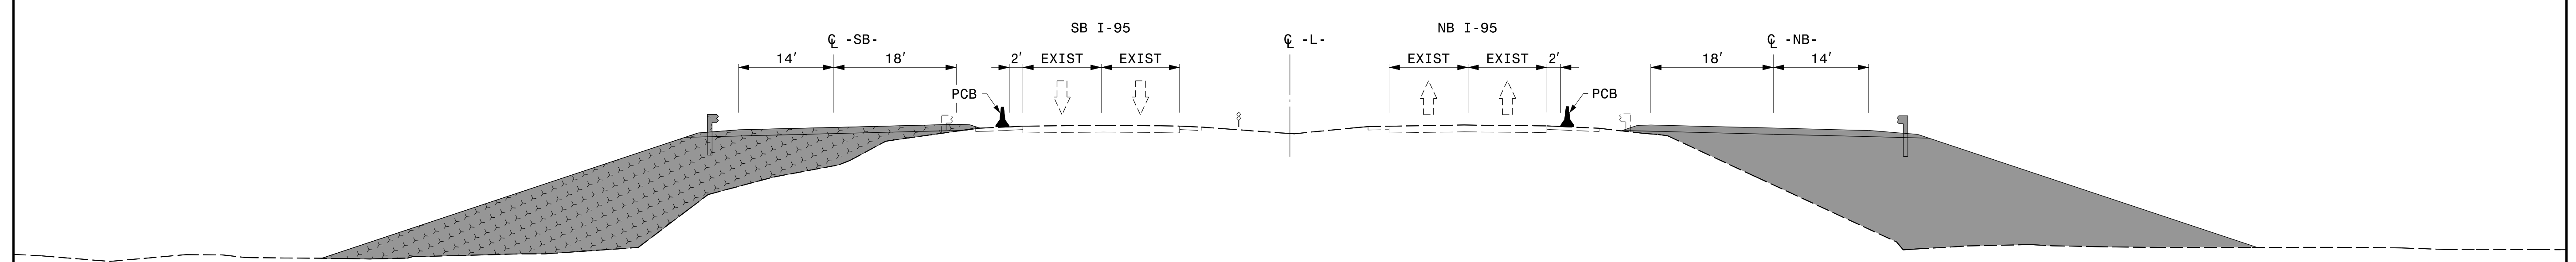 SB I-95
NB I-95
℄ -SB-
℄ -L-
℄ -NB-
14' 18' 2' EXIST EXIST EXIST EXIST 2' 18' 14'
PCB
PCB